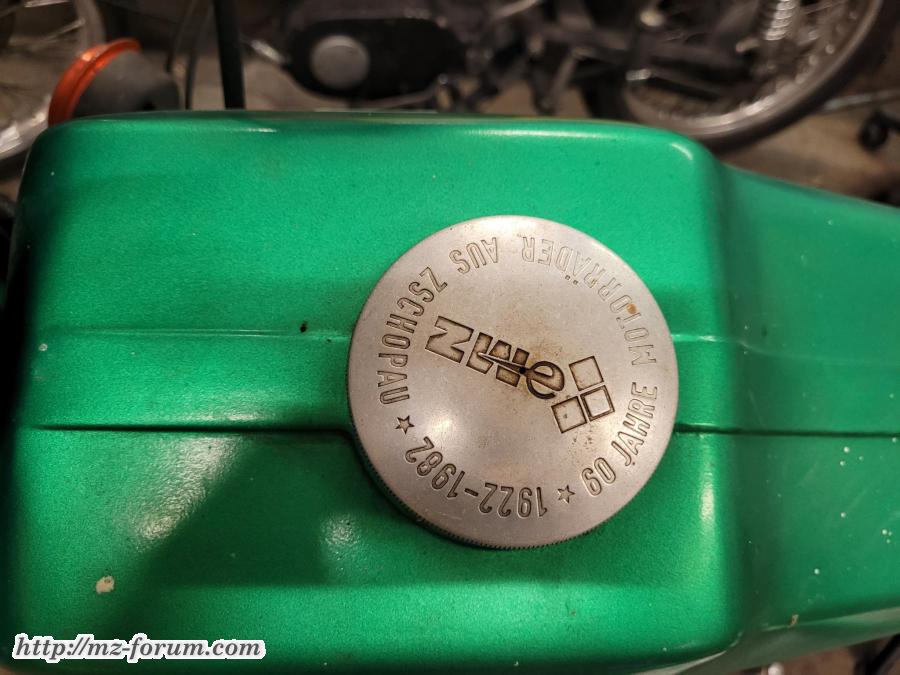 60 JAHRE MOTORRÄDER AUS ZSCHOPAU ★ 1922-1982 ★
MZ
http://mz-forum.com